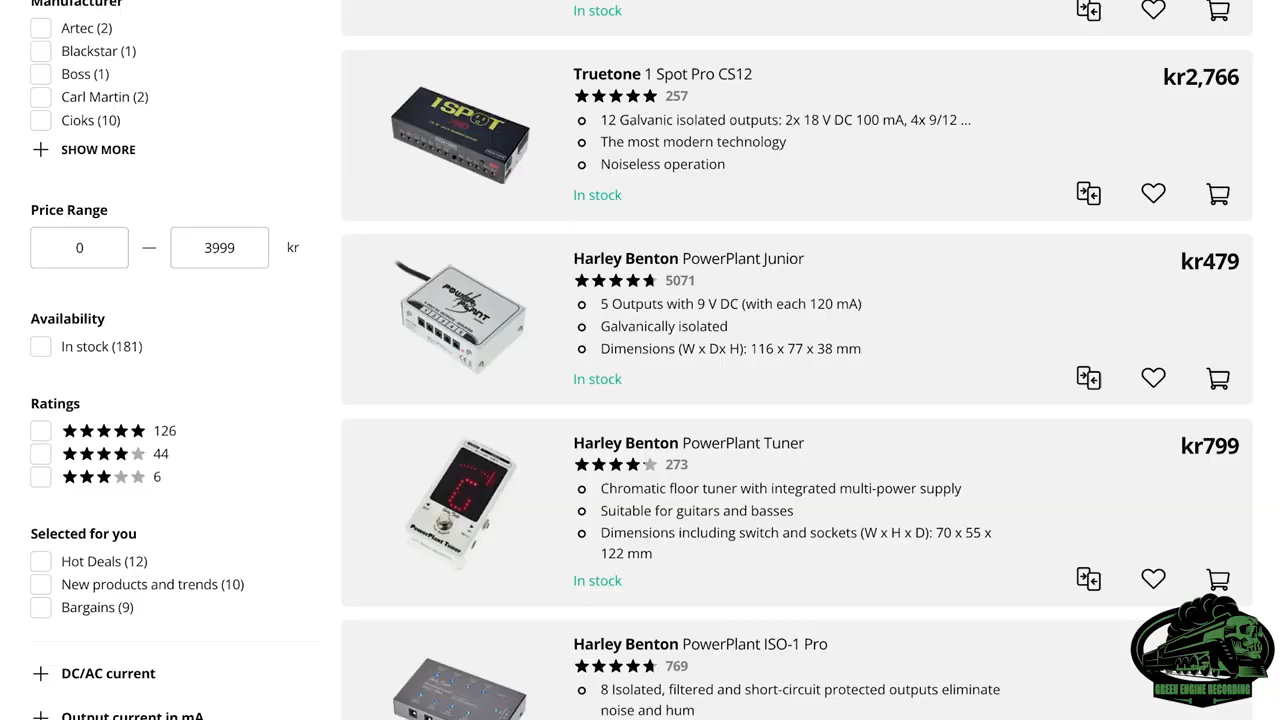 Manufacturer
Artec (2)
Blackstar (1)
Boss (1)
Carl Martin (2)
Cioks (10)
SHOW MORE
Price Range
0 — 3999 kr
Availability
In stock (181)
Ratings
126
44
6
Selected for you
Hot Deals (12)
New products and trends (10)
Bargains (9)
DC/AC current
Output current in mA
In stock
Truetone 1 Spot Pro CS12
kr2,766
257
12 Galvanic isolated outputs: 2x 18 V DC 100 mA, 4x 9/12 ...
The most modern technology
Noiseless operation
In stock
1 SPOT
Harley Benton PowerPlant Junior
kr479
5071
5 Outputs with 9 V DC (with each 120 mA)
Galvanically isolated
Dimensions (W x Dx H): 116 x 77 x 38 mm
In stock
POWER PLANT
Harley Benton PowerPlant Tuner
kr799
273
Chromatic floor tuner with integrated multi-power supply
Suitable for guitars and basses
Dimensions including switch and sockets (W x H x D): 70 x 55 x
122 mm
In stock
G
PowerPlant Tuner
Harley Benton PowerPlant ISO-1 Pro
769
8 Isolated, filtered and short-circuit protected outputs eliminate
noise and hum
GREEN ENGINE RECORDING